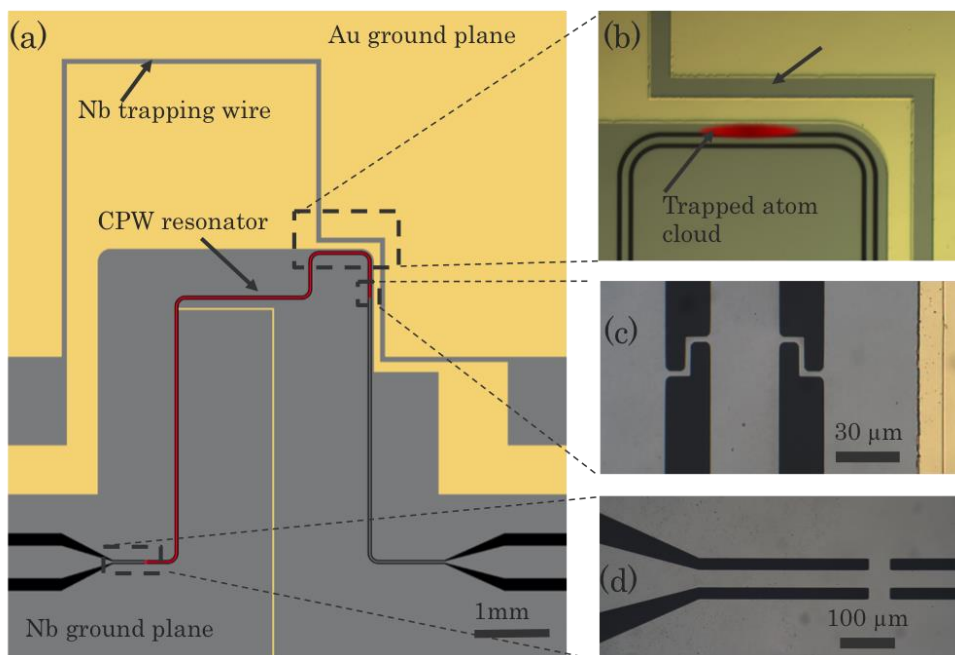 (a)
Au ground plane
Nb trapping wire
CPW resonator
Nb ground plane
1mm
(b)
Trapped atom
cloud
(c)
30 µm
(d)
100 µm